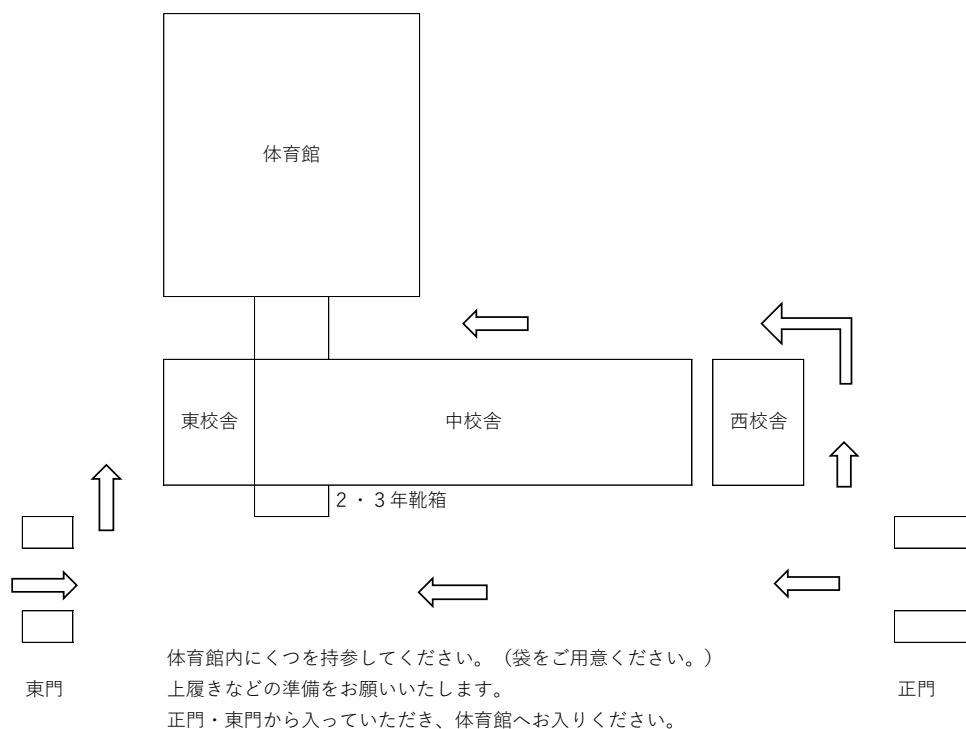 体育館
東校舎
中校舎
西校舎
２・３年靴箱
体育館内にくつを持参してください。（袋をご用意ください。）
東門
上履きなどの準備をお願いいたします。
正門
正門・東門から入っていただき、体育館へお入りください。